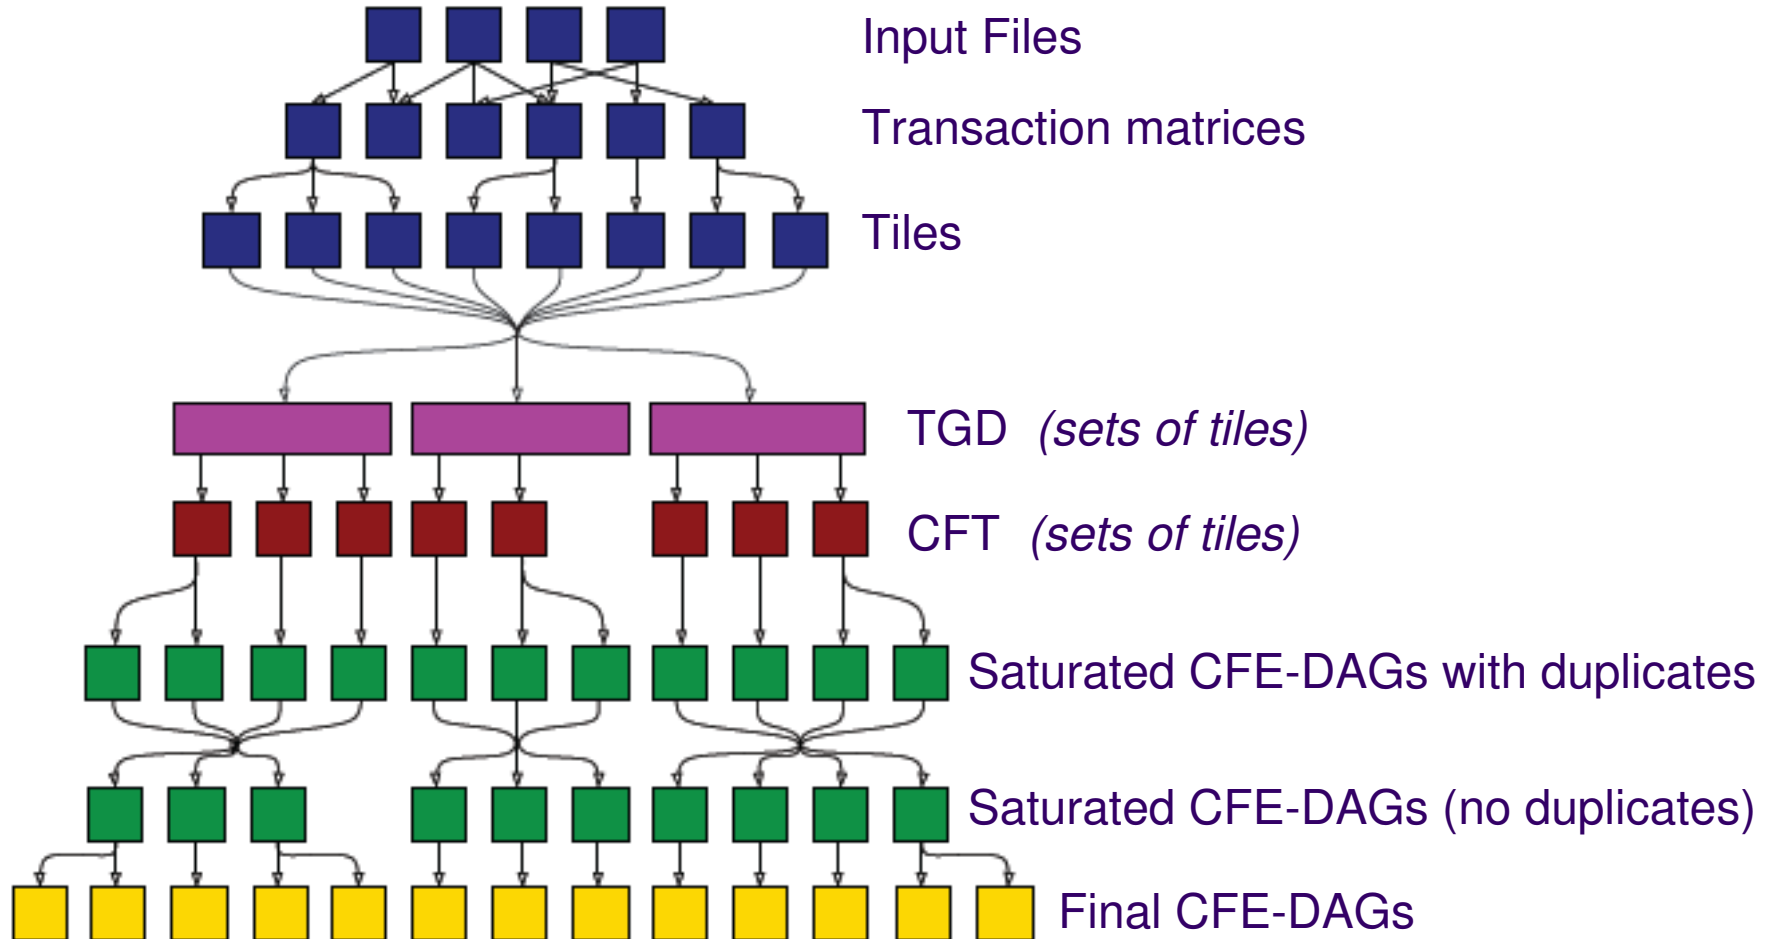 Input Files
Transaction matrices
Tiles
TGD (sets of tiles)
CFT (sets of tiles)
Saturated CFE-DAGs with duplicates
Saturated CFE-DAGs (no duplicates)
Final CFE-DAGs